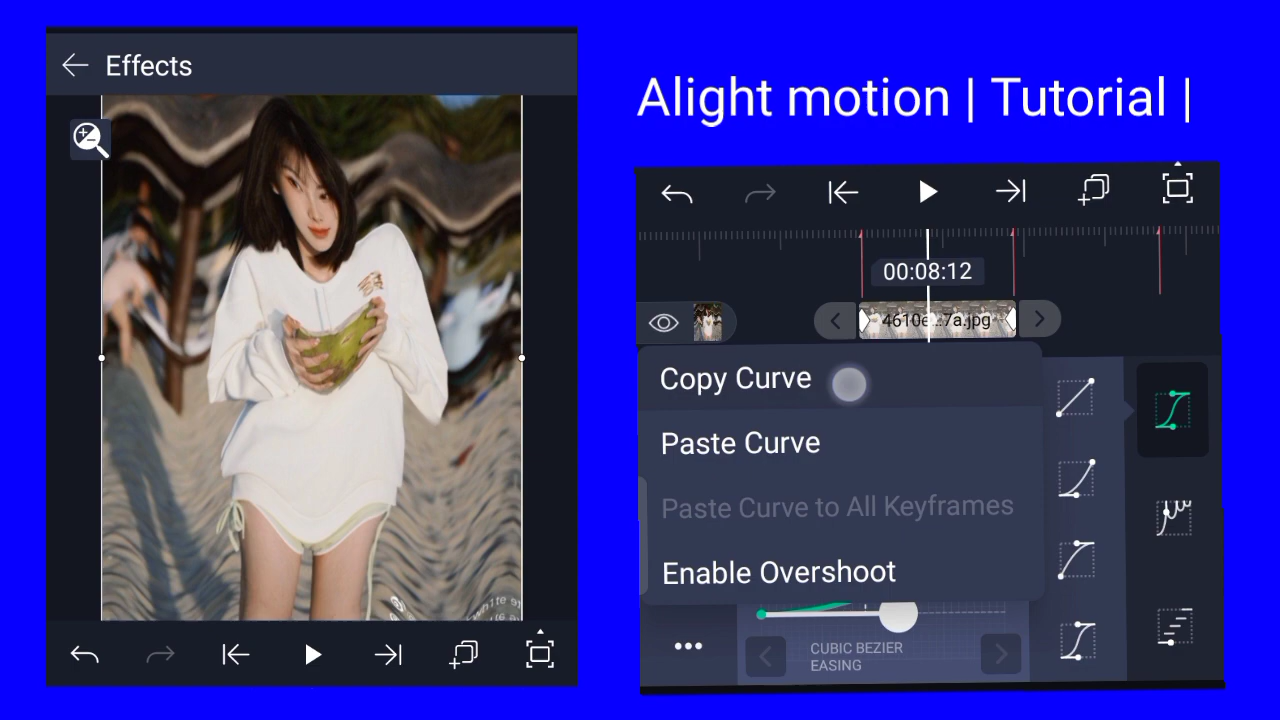 Effects
Alight motion | Tutorial |
00:08:12
4610e...7a.jpg
Copy Curve
Paste Curve
Paste Curve to All Keyframes
Enable Overshoot
CUBIC BEZIER
EASING